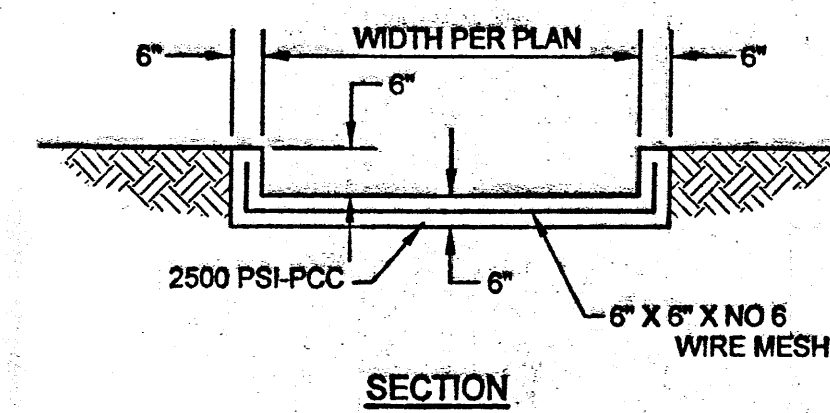 WIDTH PER PLAN
6"
6"
6"
2500 PSI-PCC
6"
6" X 6" X NO 6
WIRE MESH
SECTION